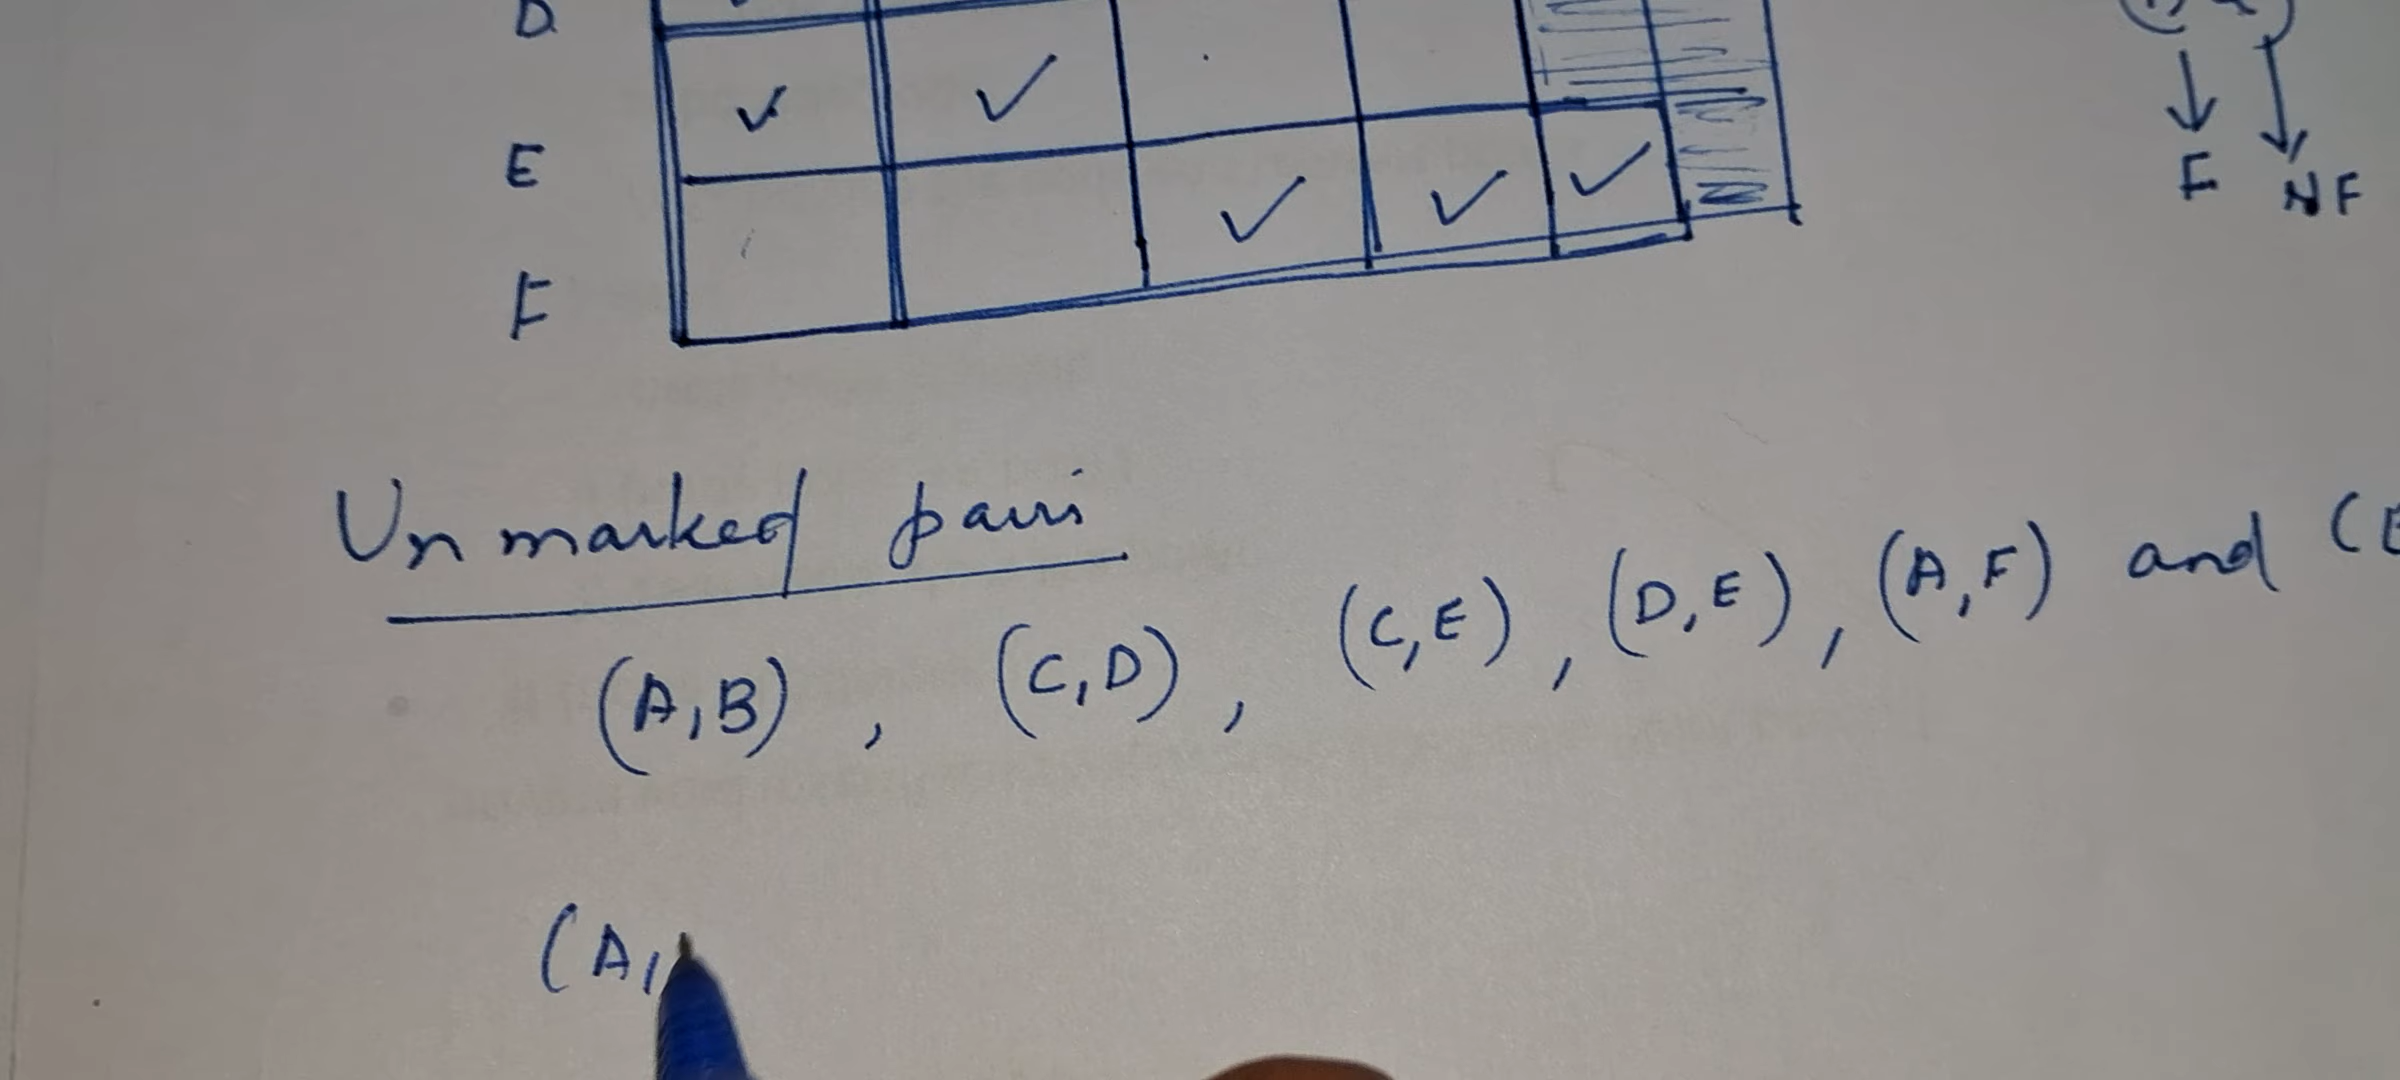 D
E
F
F NF
Unmarked pairs
(A,B) , (C,D) , (C,E) , (D,E) , (A,F) and (
(A,